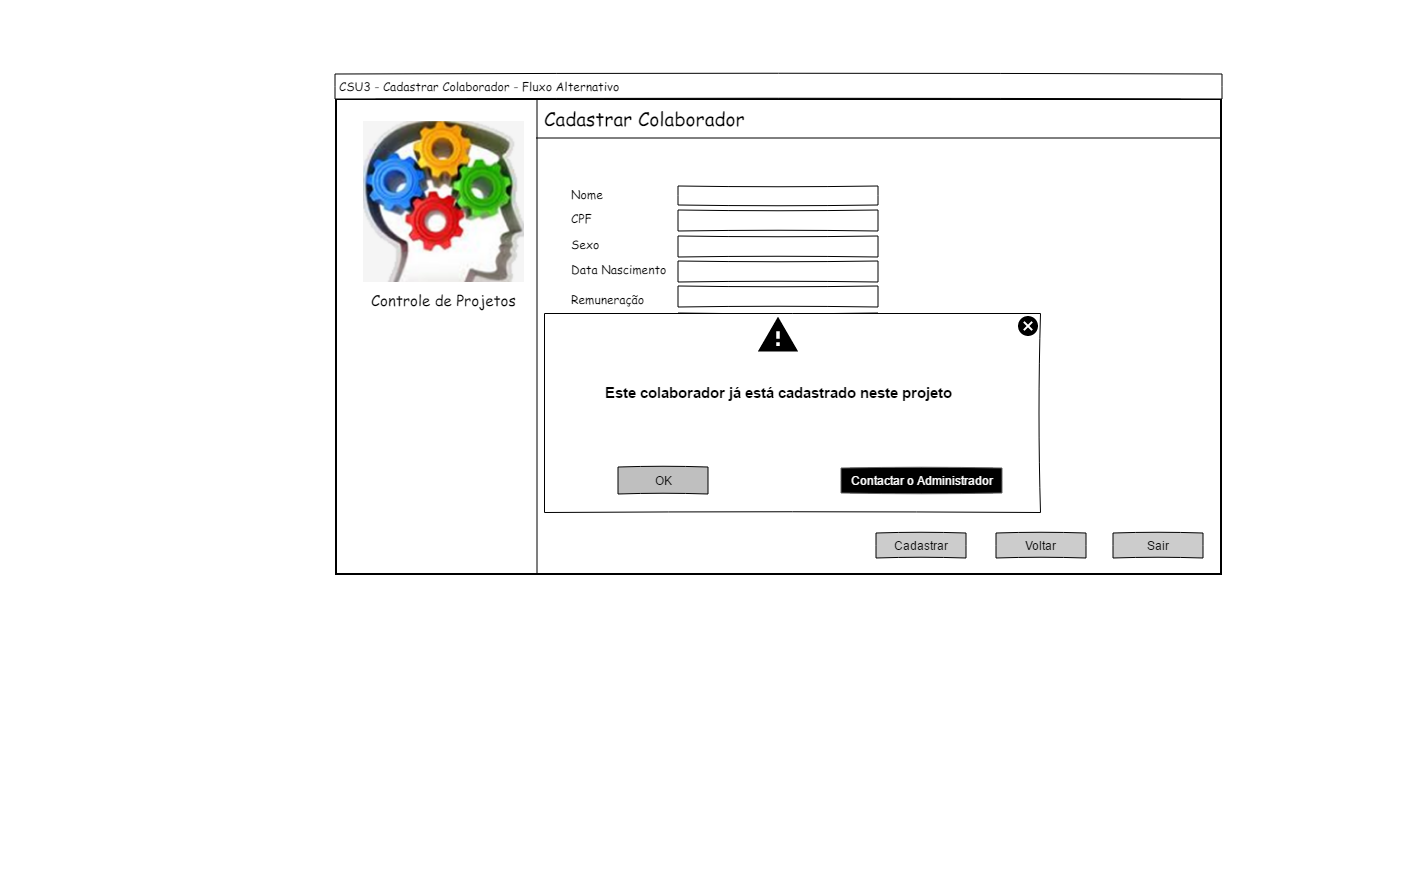 CSU3 - Cadastrar Colaborador - Fluxo Alternativo
Cadastrar Colaborador
Controle de Projetos
Nome
CPF
Sexo
Data Nascimento
Remuneração
Este colaborador já está cadastrado neste projeto
OK
Contactar o Administrador
Cadastrar
Voltar
Sair